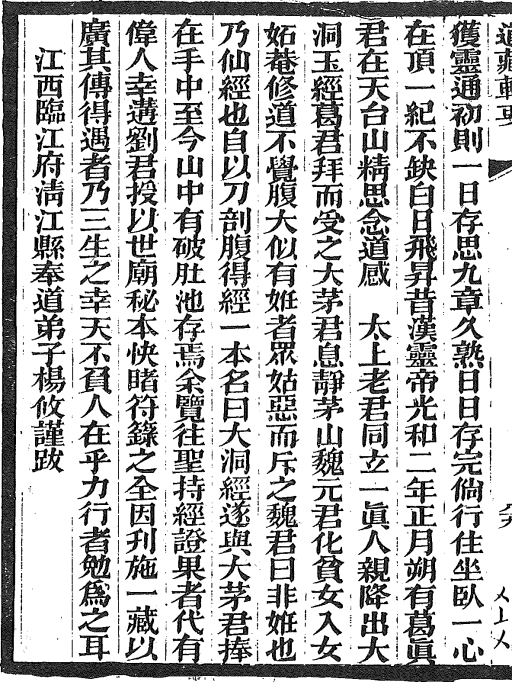 道藏輯要
獲靈通初則一日存思九章久熟日日存完倘行住坐臥一心
在頂一紀不缺白日飛昇昔漢靈帝光和二年正月朔有葛眞
君在天台山精思念道感　太上老君同立一眞人親降出大
洞玉經葛君拜而受之大茅君息靜茅山魏元君化貧女入女
姤菴修道不覺腹大似有姙者眾姑惡而斥之魏君曰非姙也
乃仙經也自以刀剖腹得經一本名曰大洞經遂與大茅君捧
在手中至今山中有破肚池存焉余覽往聖持經證果者代有
偉人幸遘劉君授以世廟秘本快睹符籙之全因刋施一藏以
廣其傳得遇者乃三生之幸天不負人在乎力行者勉為之耳
江西臨江府淸江縣奉道弟子楊攸謹跋